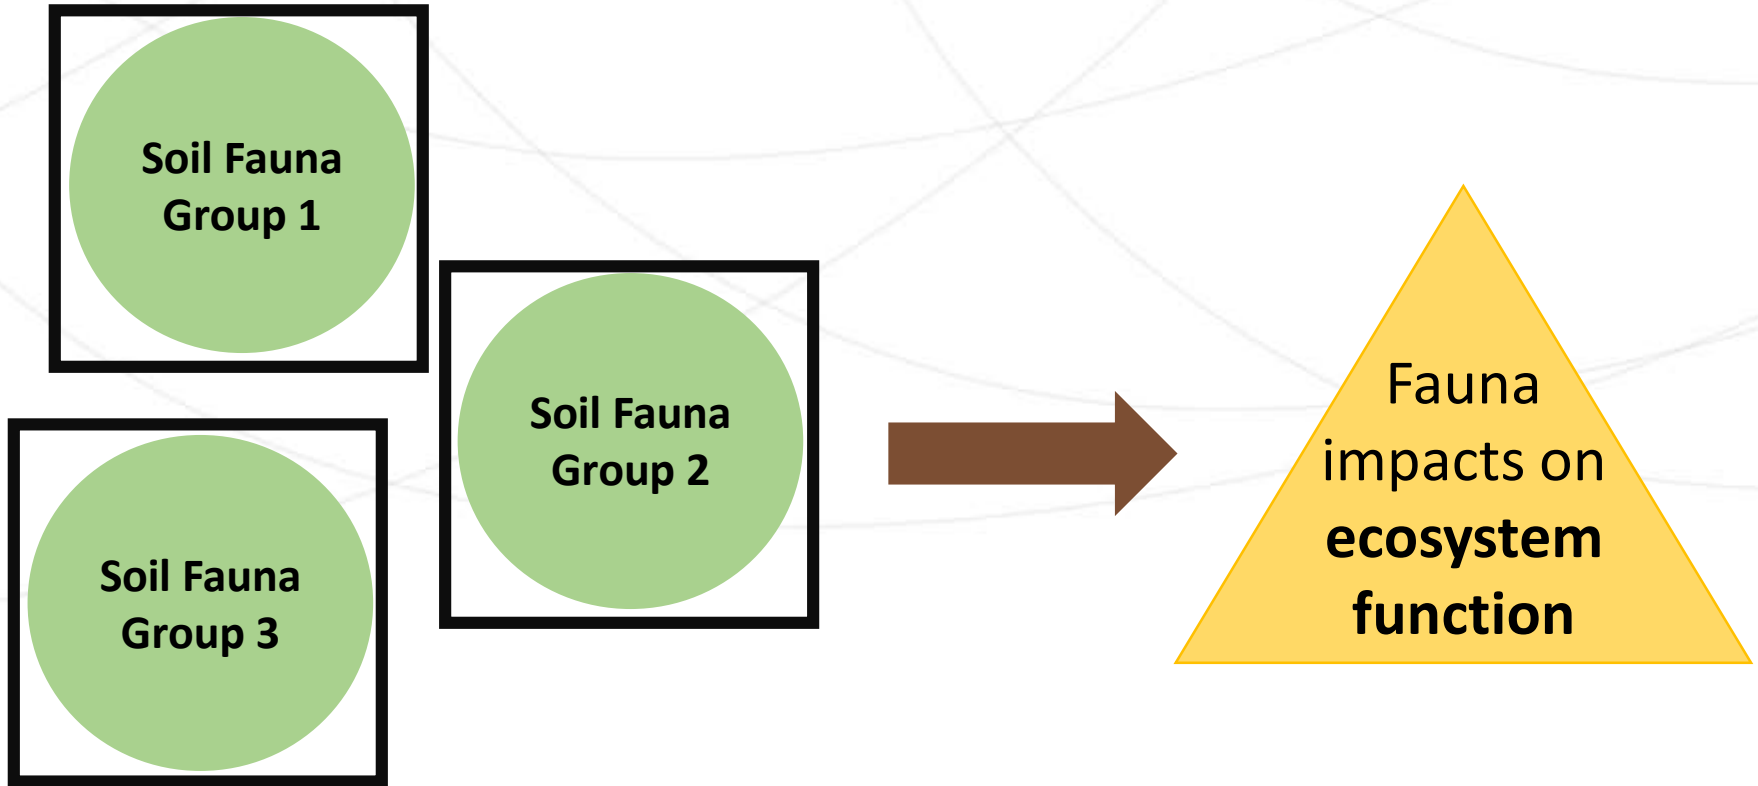 Soil Fauna
Group 1
Soil Fauna
Group 2
Soil Fauna
Group 3
Fauna
impacts on
ecosystem
function